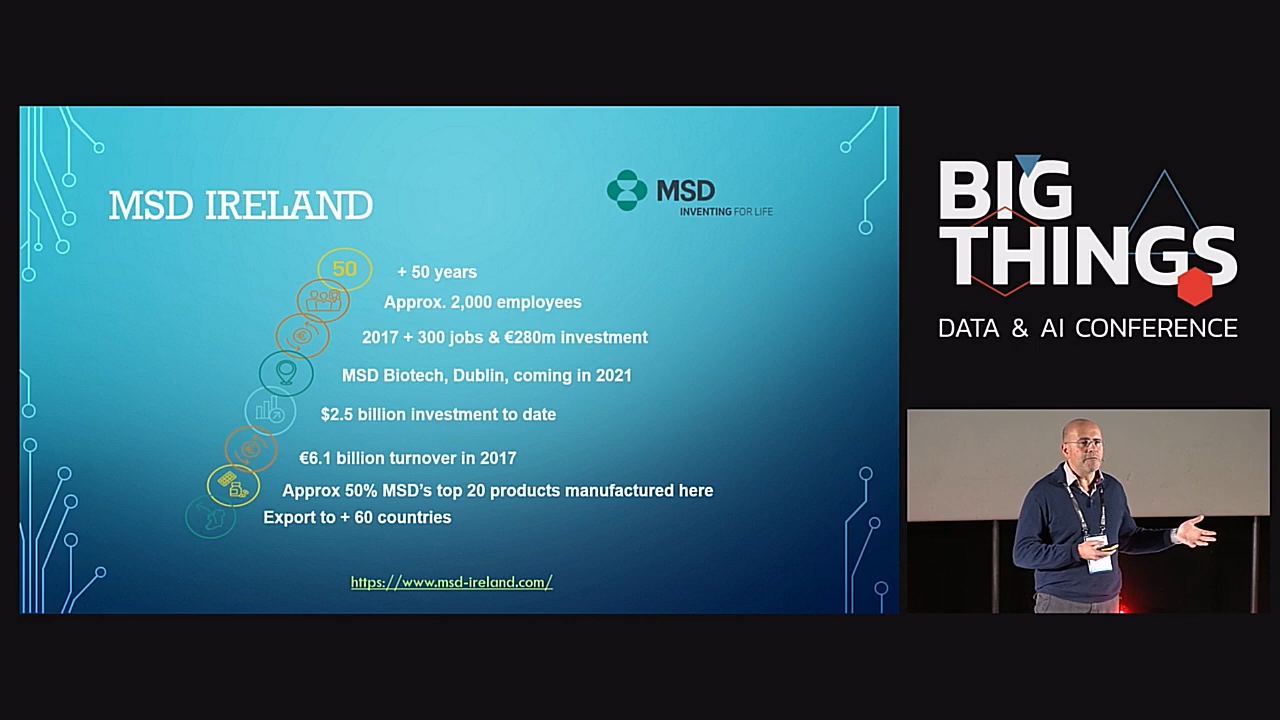 MSD IRELAND
MSD
INVENTING FOR LIFE
50
+ 50 years
Approx. 2,000 employees
2017 + 300 jobs & €280m investment
MSD Biotech, Dublin, coming in 2021
$2.5 billion investment to date
€6.1 billion turnover in 2017
Approx 50% MSD’s top 20 products manufactured here
Export to + 60 countries
https://www.msd-ireland.com/
BIG
THINGS
DATA & AI CONFERENCE